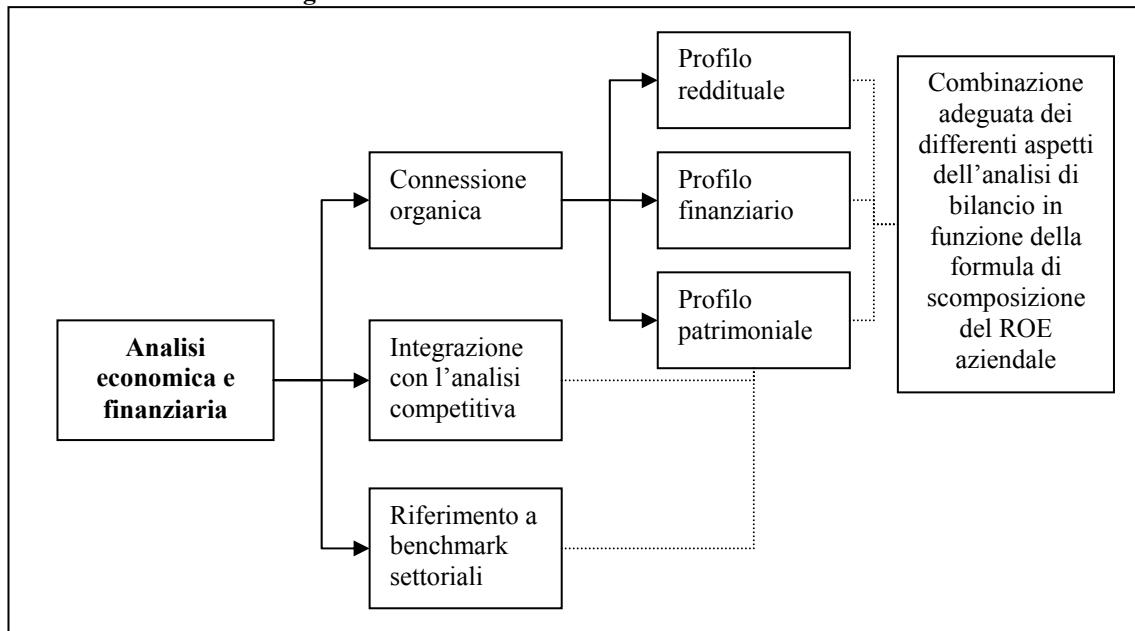 Analisi
economica e
finanziaria
Connessione
organica
Integrazione
con l'analisi
competitiva
Riferimento a
benchmark
settoriali
Profilo
reddituale
Profilo
finanziario
Profilo
patrimoniale
Combinazione
adeguata dei
differenti aspetti
dell'analisi di
bilancio in
funzione della
formula di
scomposizione
del ROE
aziendale